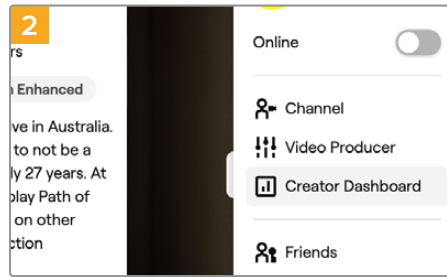 2
rs
n Enhanced
ve in Australia.
to not be a
ly 27 years. At
play Path of
on other
ction
Online
Channel
Video Producer
Creator Dashboard
Friends